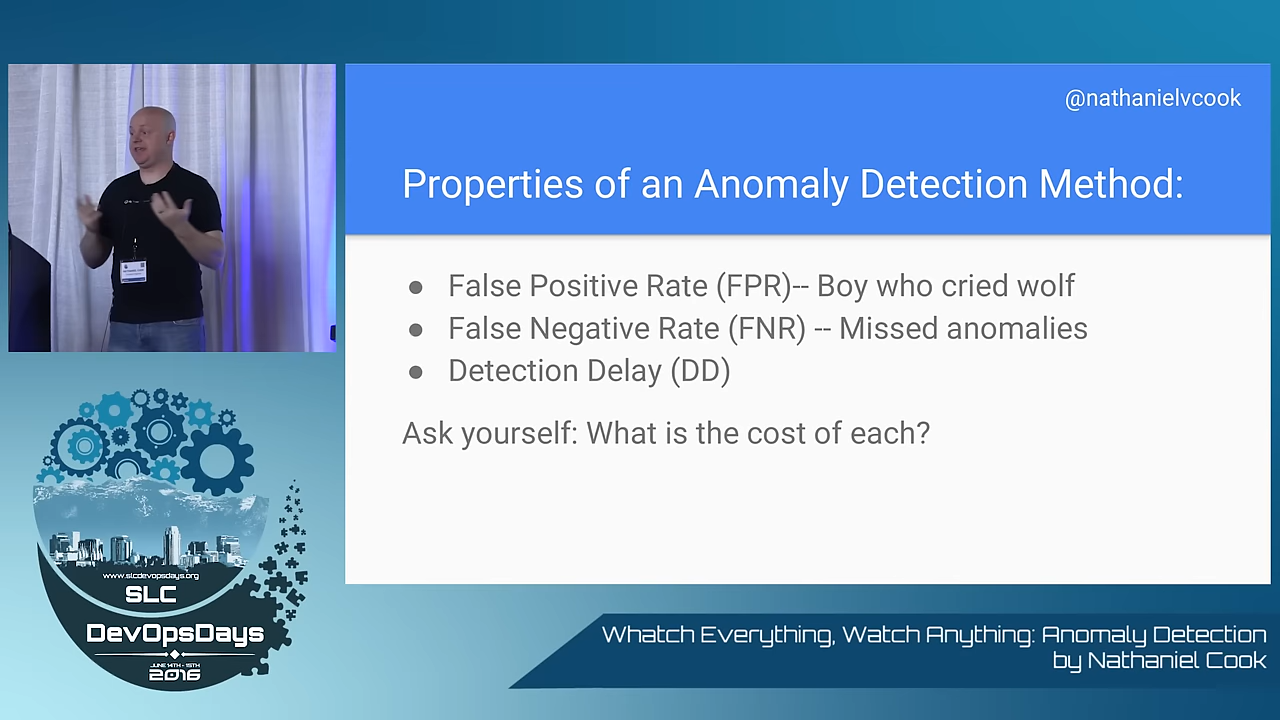 @nathanielvcook
Properties of an Anomaly Detection Method:
● False Positive Rate (FPR)-- Boy who cried wolf
● False Negative Rate (FNR) -- Missed anomalies
● Detection Delay (DD)
Ask yourself: What is the cost of each?
www.slcdevopsdays.org
SLC
DevOpsDays
JUNE 14TH - 15TH
2016
Whatch Everything, Watch Anything: Anomaly Detection
by Nathaniel Cook